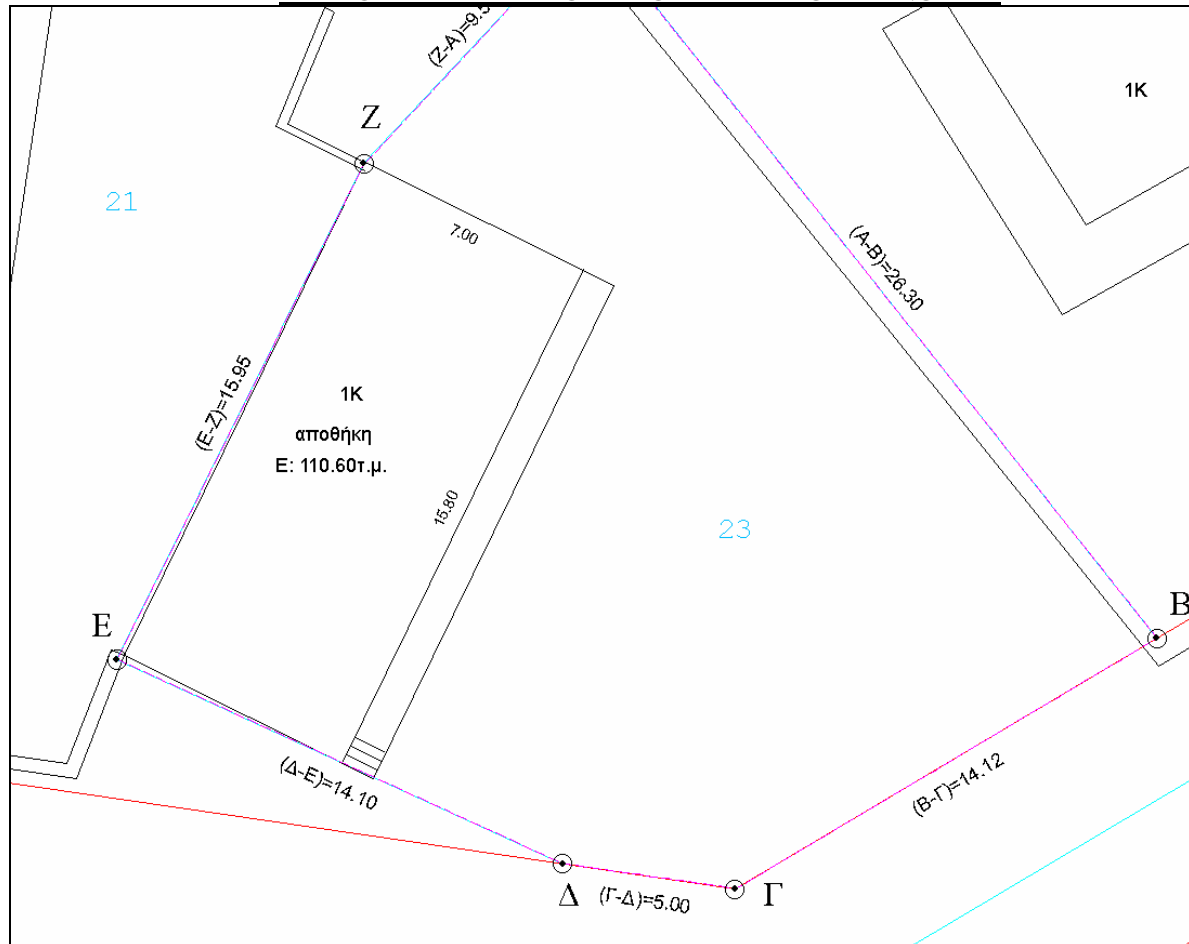 (Z-A)=9.5
1K
Z
21
7.00
(A-B)=26.30
(E-Z)=15.95
1K
αποθήκη
Ε: 110.60τ.μ.
15.80
23
B
E
(Δ-E)=14.10
(B-Γ)=14.12
Δ
(Γ-Δ)=5.00
Γ